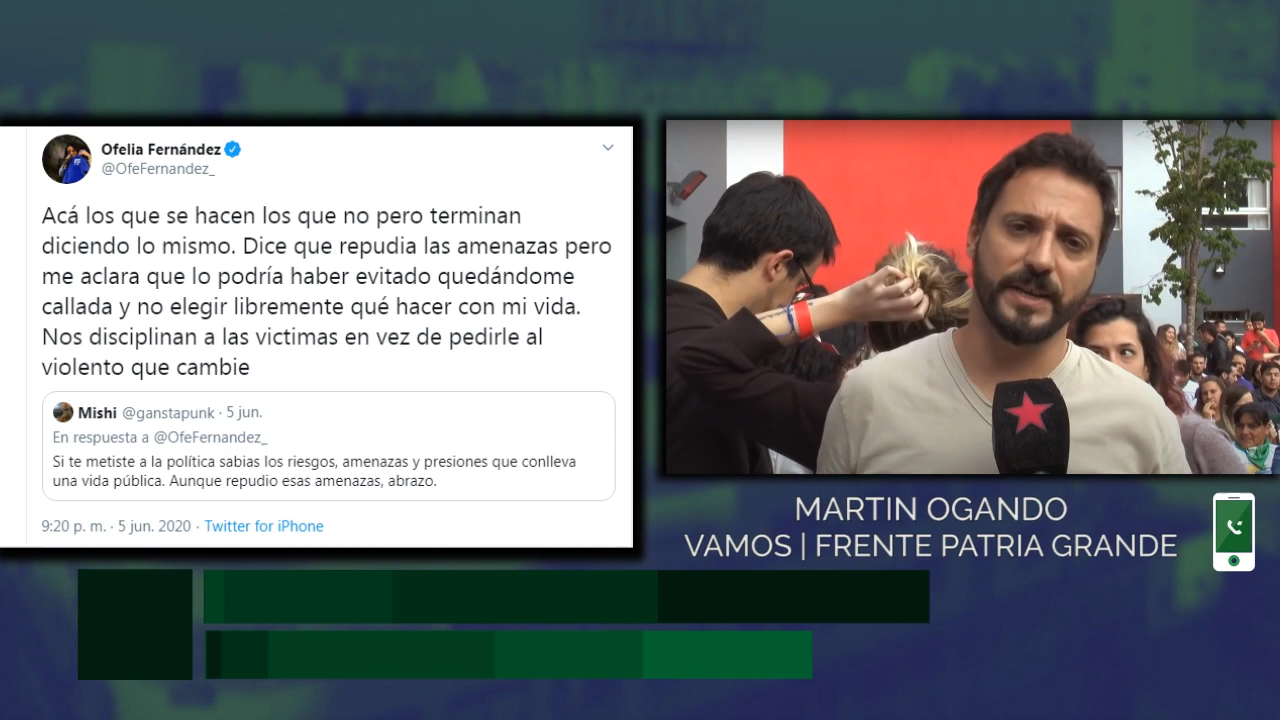 Ofelia Fernández
@OfeFernandez_
Acá los que se hacen los que no pero terminan
diciendo lo mismo. Dice que repudia las amenazas pero
me aclara que lo podría haber evitado quedándome
callada y no elegir libremente qué hacer con mi vida.
Nos disciplinan a las victimas en vez de pedirle al
violento que cambie
Mishi @ganstapunk · 5 jun.
En respuesta a @OfeFernandez_
Si te metiste a la política sabias los riesgos, amenazas y presiones que conlleva
una vida pública. Aunque repudio esas amenazas, abrazo.
9:20 p. m. · 5 jun. 2020 · Twitter for iPhone
MARTIN OGANDO
VAMOS | FRENTE PATRIA GRANDE